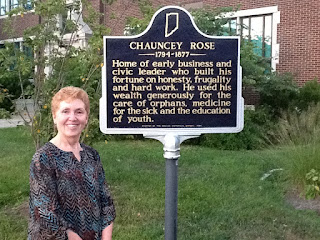 CHAUNCEY ROSE
1794-1877
Home of early business and
civic leader who built his
fortune on honesty, frugality
and hard work. He used his
wealth generously for the
care of orphans, medicine
for the sick and the education
of youth.